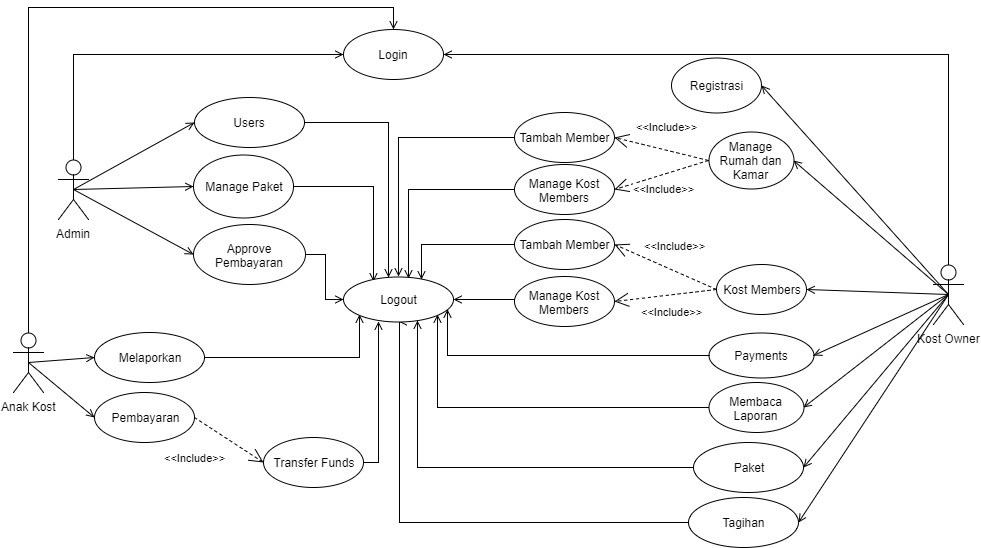 Login
Registrasi
Users
Tambah Member
<<Include>>
Manage
Rumah dan
Kamar
Manage Paket
Manage Kost
Members
<<Include>>
Admin
Approve
Pembayaran
Tambah Member
<<Include>>
Kost Members
Logout
Manage Kost
Members
<<Include>>
Kost Owner
Melaporkan
Payments
Anak Kost
Pembayaran
Membaca
Laporan
<<Include>>
Transfer Funds
Paket
Tagihan